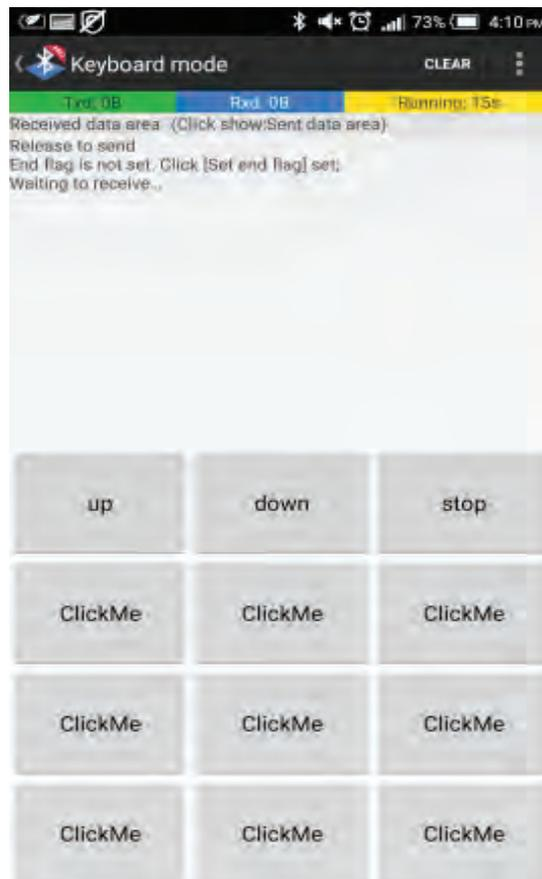 73% 4:10 PM
Keyboard mode CLEAR
Txd: 0B Rxd: 0B Running: 15s
Received data area (Click show:Sent data area)
Release to send
End flag is not set. Click [Set end flag] set;
Waiting to receive...
up down stop
ClickMe ClickMe ClickMe
ClickMe ClickMe ClickMe
ClickMe ClickMe ClickMe